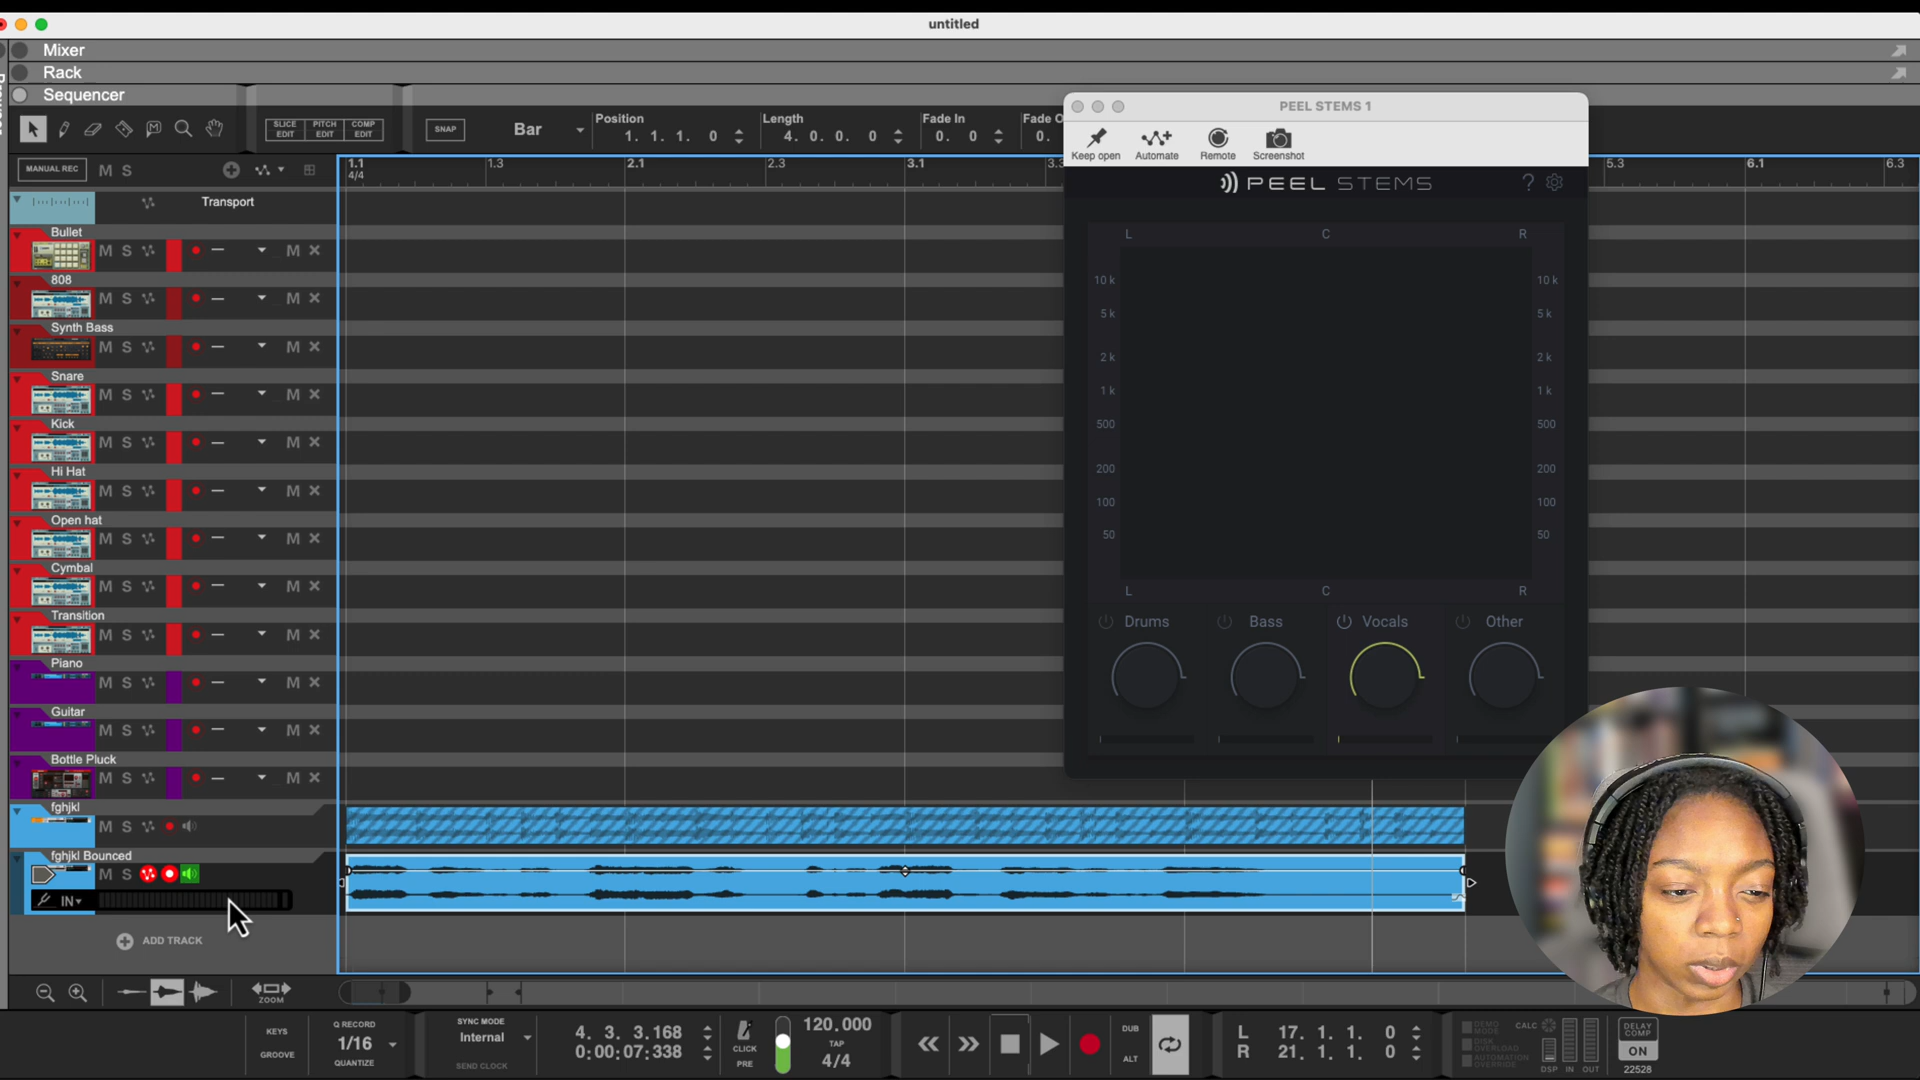 untitled
Mixer
Rack
Sequencer
SLICE EDIT
PITCH EDIT
COMP EDIT
SNAP
Bar
Position
1. 1. 1. 0
Length
4. 0. 0. 0
Fade In
0. 0
Fade O
0.
MANUAL REC
M S
1.1
4/4
1.3
2.1
2.3
3.1
3.3
5.3
6.1
6.3
Transport
Bullet
M S M
808
M S M
Synth Bass
M S M
Snare
M S M
Kick
M S M
Hi Hat
M S M
Open hat
M S M
Cymbal
M S M
Transition
M S M
Piano
M S M
Guitar
M S M
Bottle Pluck
M S M
fghjkl
M S
fghjkl Bounced
M S
IN
ADD TRACK
PEEL STEMS 1
Keep open
Automate
Remote
Screenshot
PEEL STEMS
?
L C R
10 k 10 k
5 k 5 k
2 k 2 k
1 k 1 k
500 500
200 200
100 100
50 50
L C R
Drums
Bass
Vocals
Other
ZOOM
KEYS
GROOVE
Q RECORD
1/16
QUANTIZE
SYNC MODE
Internal
SEND CLOCK
4. 3. 3.168
0:00:07:338
CLICK
PRE
120.000
TAP
4/4
DUB
ALT
L 17. 1. 1. 0
R 21. 1. 1. 0
DEMO MODE
DISK OVERLOAD
AUTOMATION OVERRIDE
CALC
DSP IN OUT
DELAY COMP
ON
22528